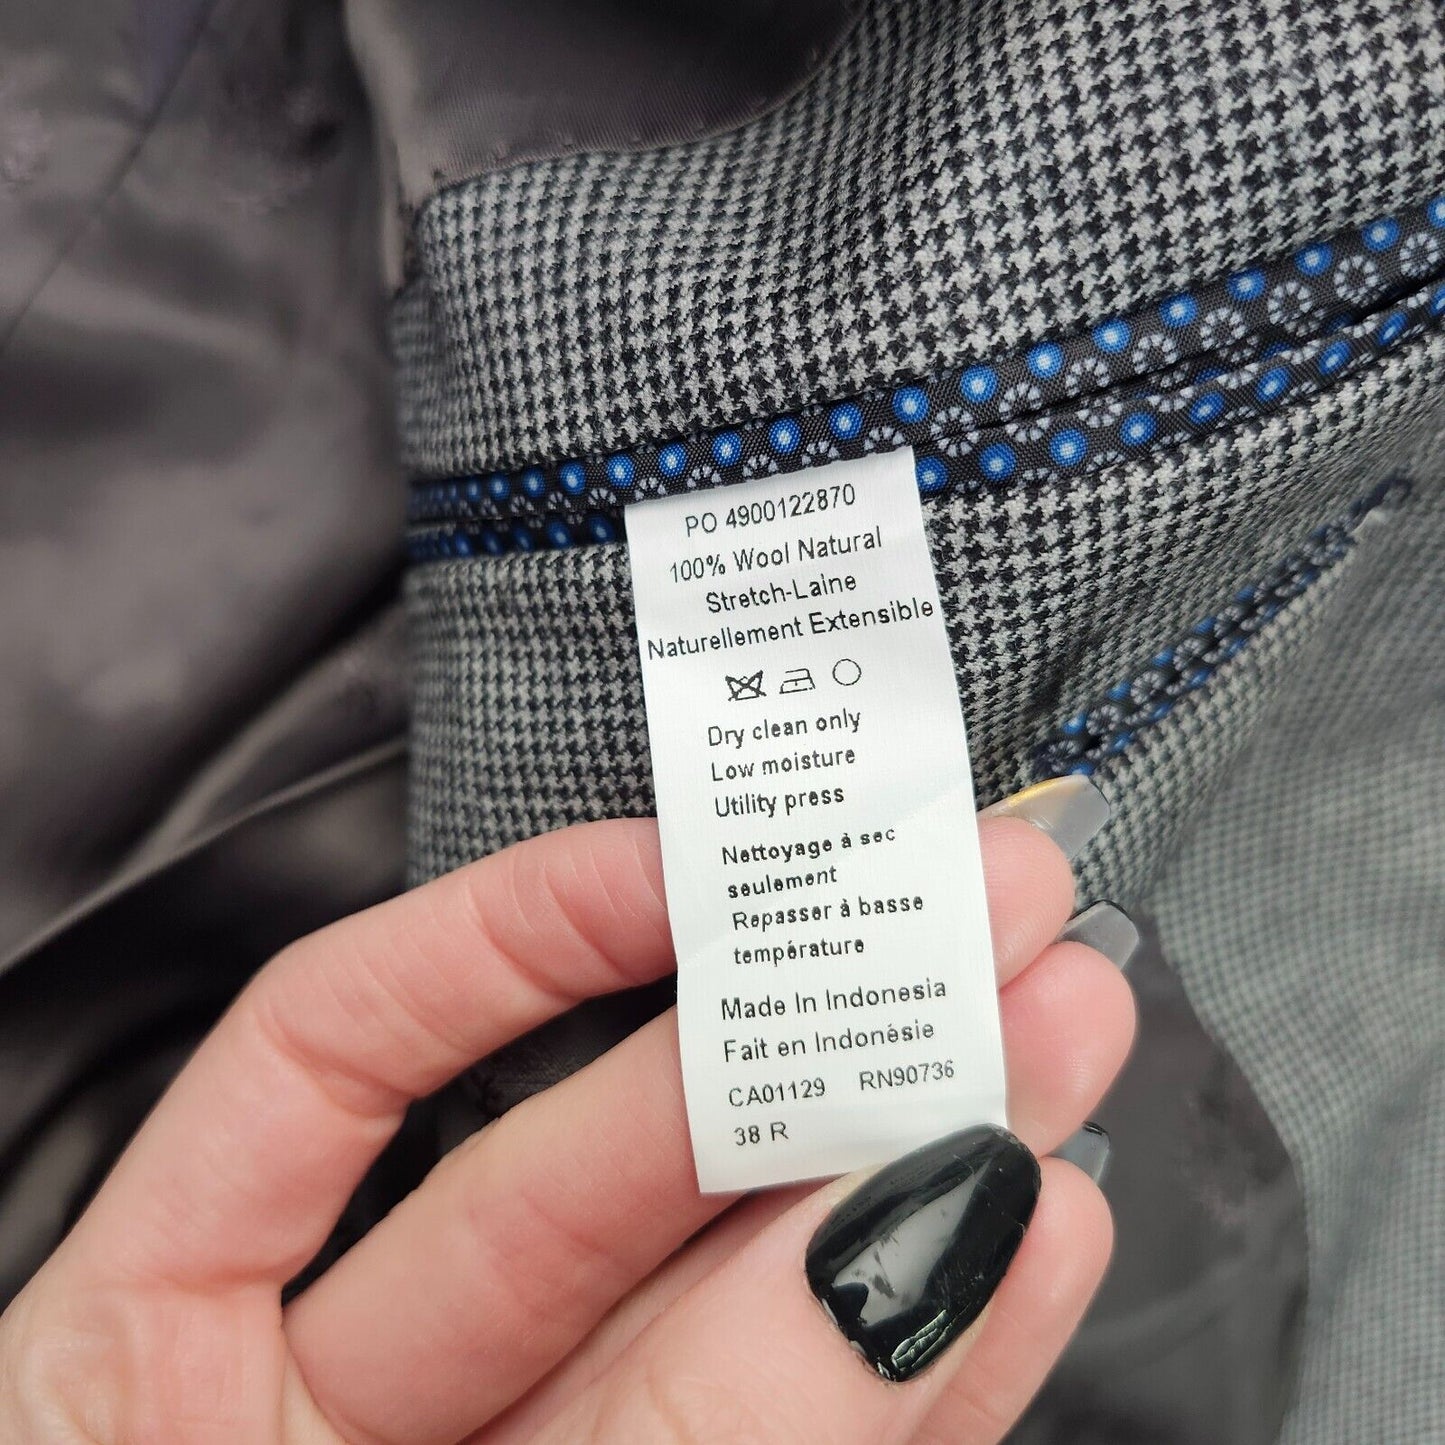 PO 4900122870
100% Wool Natural
Stretch-Laine
Naturellement Extensible
Dry clean only
Low moisture
Utility press
Nettoyage à sec
seulement
Repasser à basse
température
Made In Indonesia
Fait en Indonésie
CA01129 RN90736
38 R